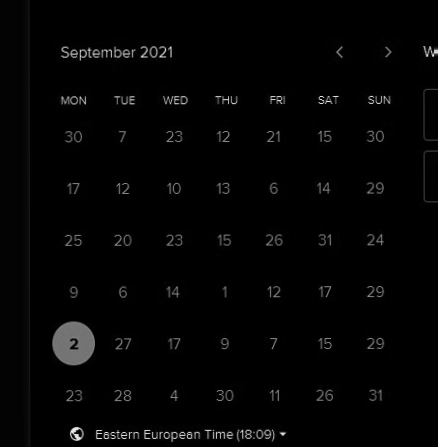 September 2021
MON TUE WED THU FRI SAT SUN
30 7 23 12 21 15 30
17 12 10 13 6 14 29
25 20 23 15 26 31 24
9 6 14 1 12 17 29
2 27 17 9 7 15 29
23 28 4 30 11 26 31
Eastern European Time (18:09)